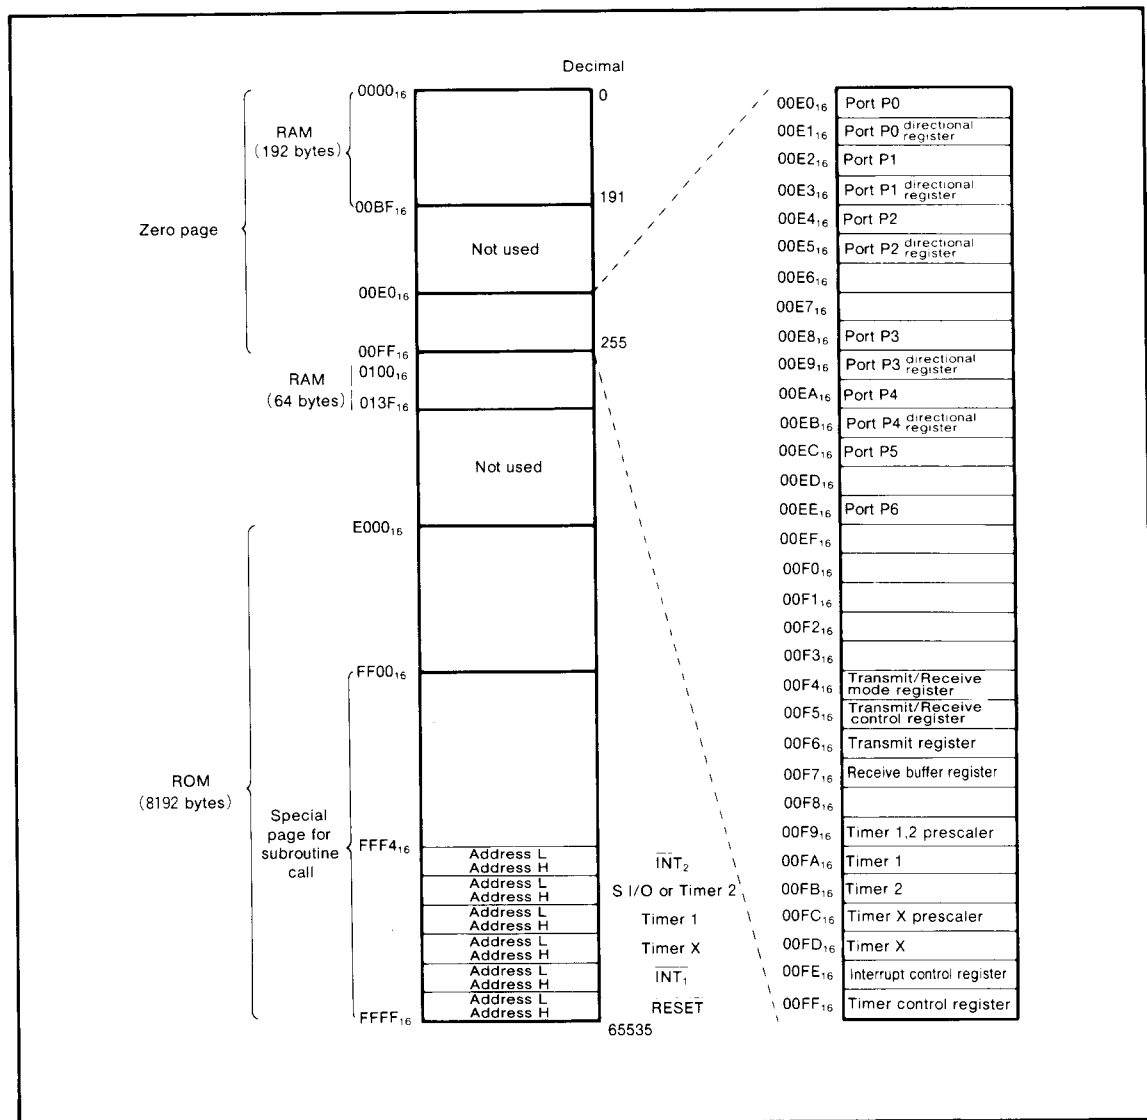 Decimal
0000₁₆
0
RAM
(192 bytes)
191
00BF₁₆
Zero page
Not used
00E0₁₆
255
00FF₁₆
RAM
(64 bytes)
0100₁₆
013F₁₆
Not used
E000₁₆
FF00₁₆
ROM
(8192 bytes)
Special
page for
subroutine
call
FFF4₁₆
Address L
Address H
INT₂
Address L
Address H
S I/O or Timer 2
Address L
Address H
Timer 1
Address L
Address H
Timer X
Address L
Address H
INT₁
Address L
Address H
RESET
FFFF₁₆
65535
00E0₁₆ Port P0
00E1₁₆ Port P0 directional register
00E2₁₆ Port P1
00E3₁₆ Port P1 directional register
00E4₁₆ Port P2
00E5₁₆ Port P2 directional register
00E6₁₆
00E7₁₆
00E8₁₆ Port P3
00E9₁₆ Port P3 directional register
00EA₁₆ Port P4
00EB₁₆ Port P4 directional register
00EC₁₆ Port P5
00ED₁₆
00EE₁₆ Port P6
00EF₁₆
00F0₁₆
00F1₁₆
00F2₁₆
00F3₁₆
00F4₁₆ Transmit/Receive mode register
00F5₁₆ Transmit/Receive control register
00F6₁₆ Transmit register
00F7₁₆ Receive buffer register
00F8₁₆
00F9₁₆ Timer 1,2 prescaler
00FA₁₆ Timer 1
00FB₁₆ Timer 2
00FC₁₆ Timer X prescaler
00FD₁₆ Timer X
00FE₁₆ Interrupt control register
00FF₁₆ Timer control register